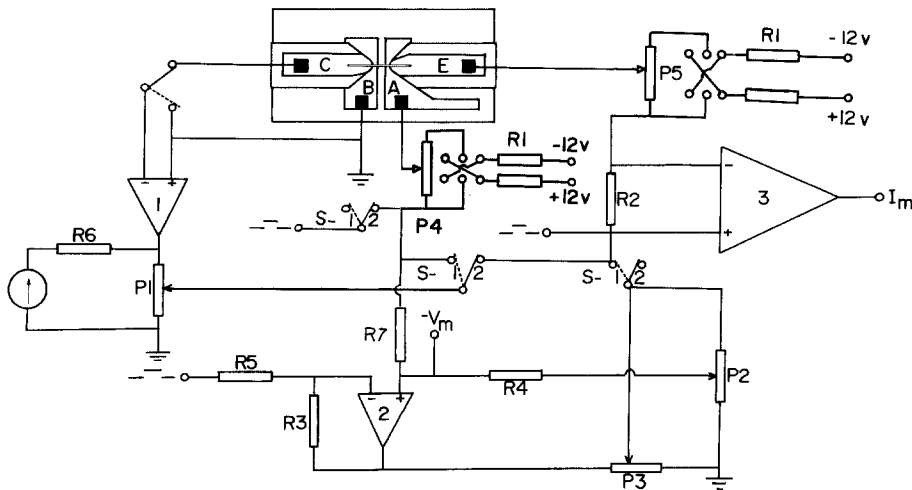 C
B
A
E
P5
R1
-12v
+12v
R1
-12v
+12v
P4
S-
1
2
R2
-
+
3
Im
-
+
1
R6
P1
S-
1
2
S-
1
2
R7
-Vm
R5
R4
P2
R3
-
+
2
P3